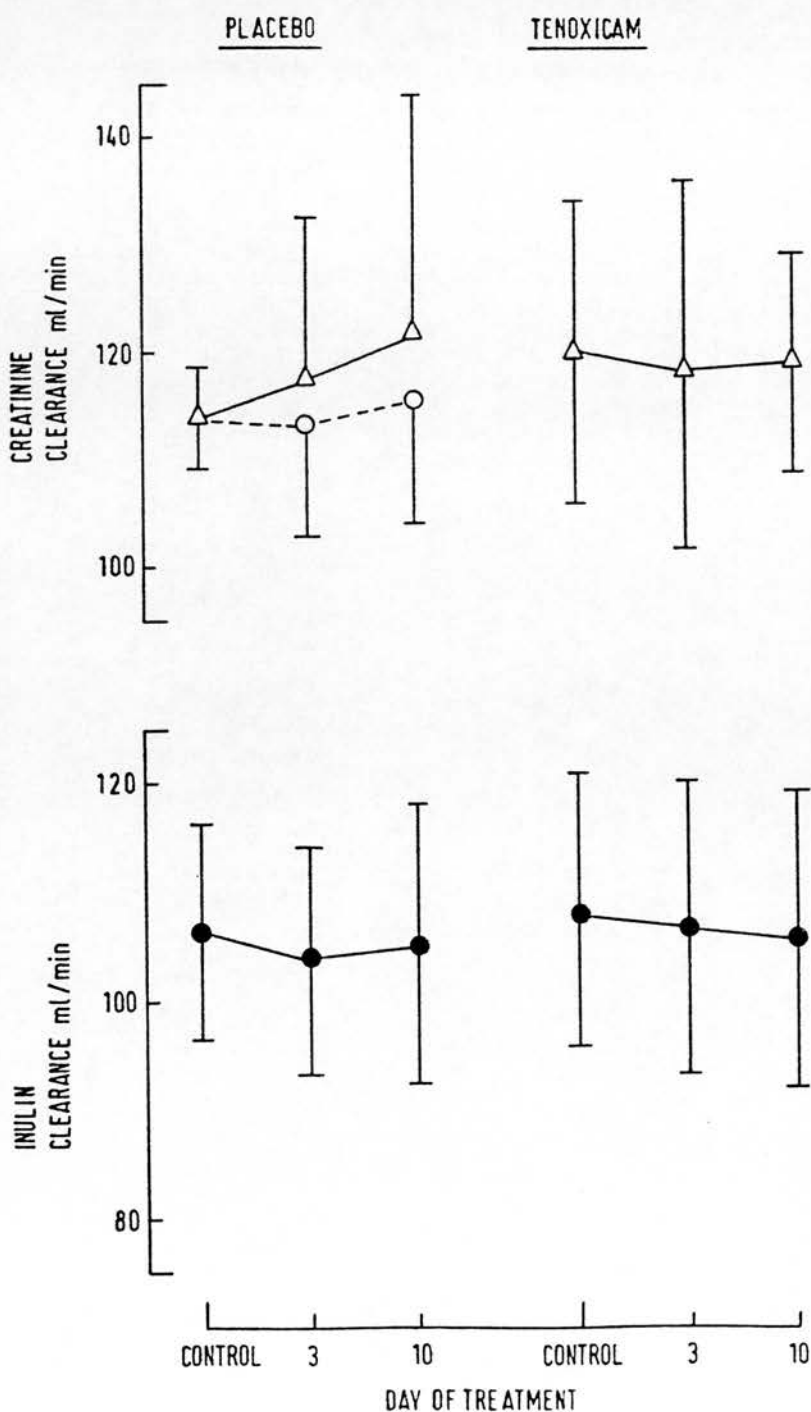 PLACEBO
TENOXICAM
140
120
100
CREATININE
CLEARANCE ml/min
120
100
80
INULIN
CLEARANCE ml/min
CONTROL 3 10 CONTROL 3 10
DAY OF TREATMENT